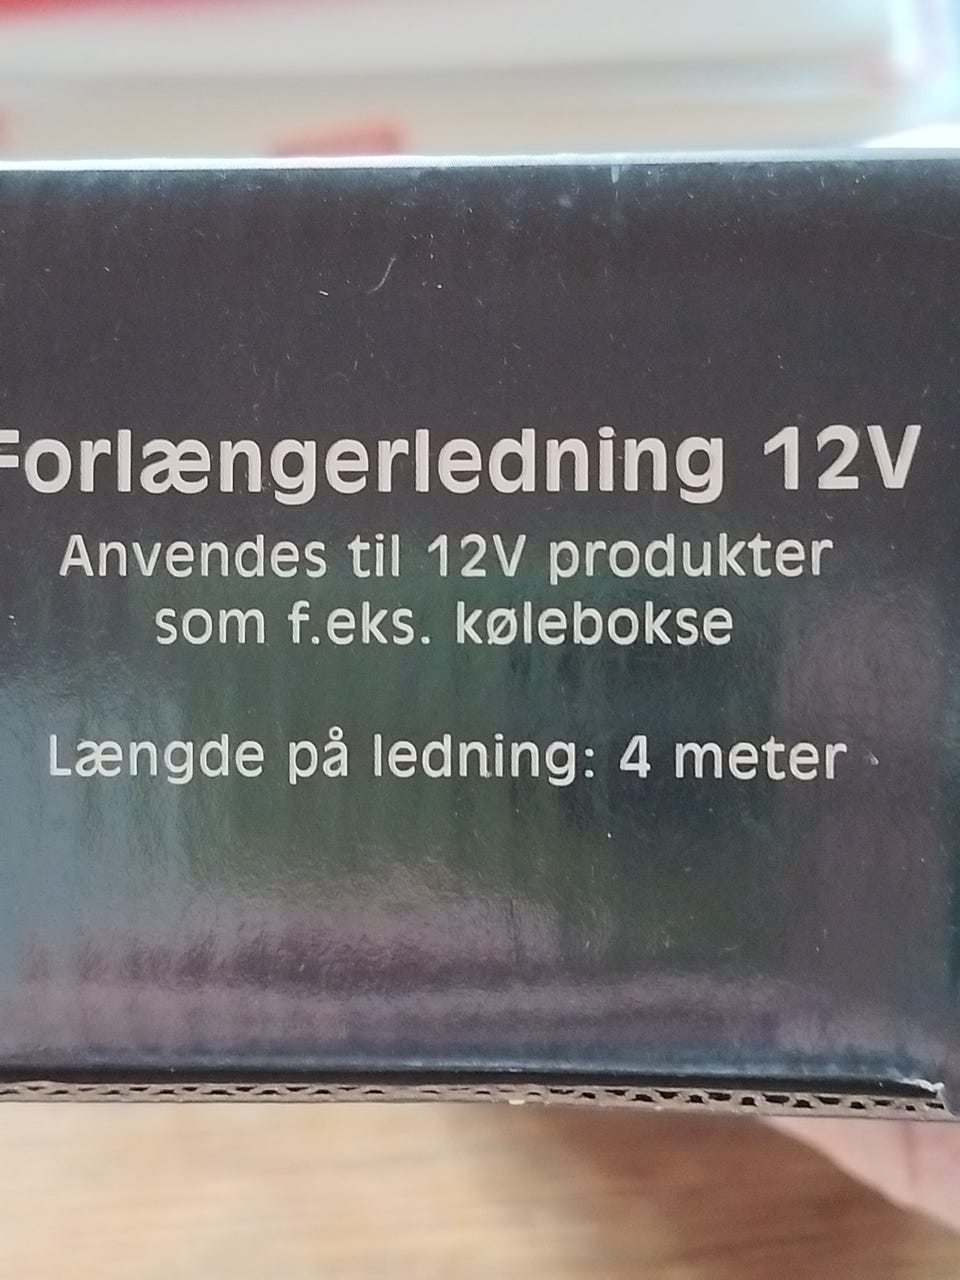 Forlængerledning 12V
Anvendes til 12V produkter
som f.eks. kølebokse
Længde på ledning: 4 meter